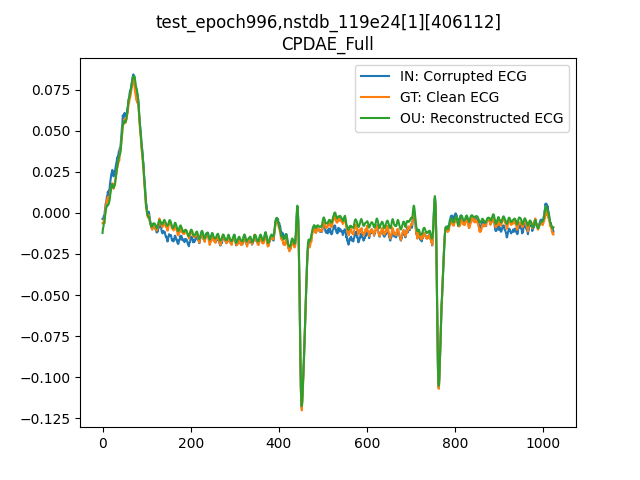 test_epoch996,nstdb_119e24[1][406112]
CPDAE_Full
IN: Corrupted ECG
GT: Clean ECG
OU: Reconstructed ECG
0.075
0.050
0.025
0.000
−0.025
−0.050
−0.075
−0.100
−0.125
0 200 400 600 800 1000